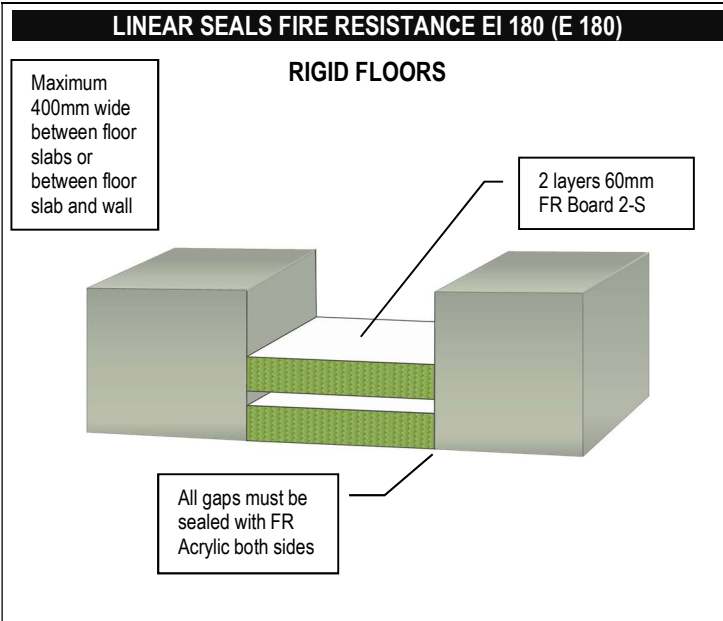 LINEAR SEALS FIRE RESISTANCE EI 180 (E 180)
RIGID FLOORS
Maximum
400mm wide
between floor
slabs or
between floor
slab and wall
2 layers 60mm
FR Board 2-S
All gaps must be
sealed with FR
Acrylic both sides